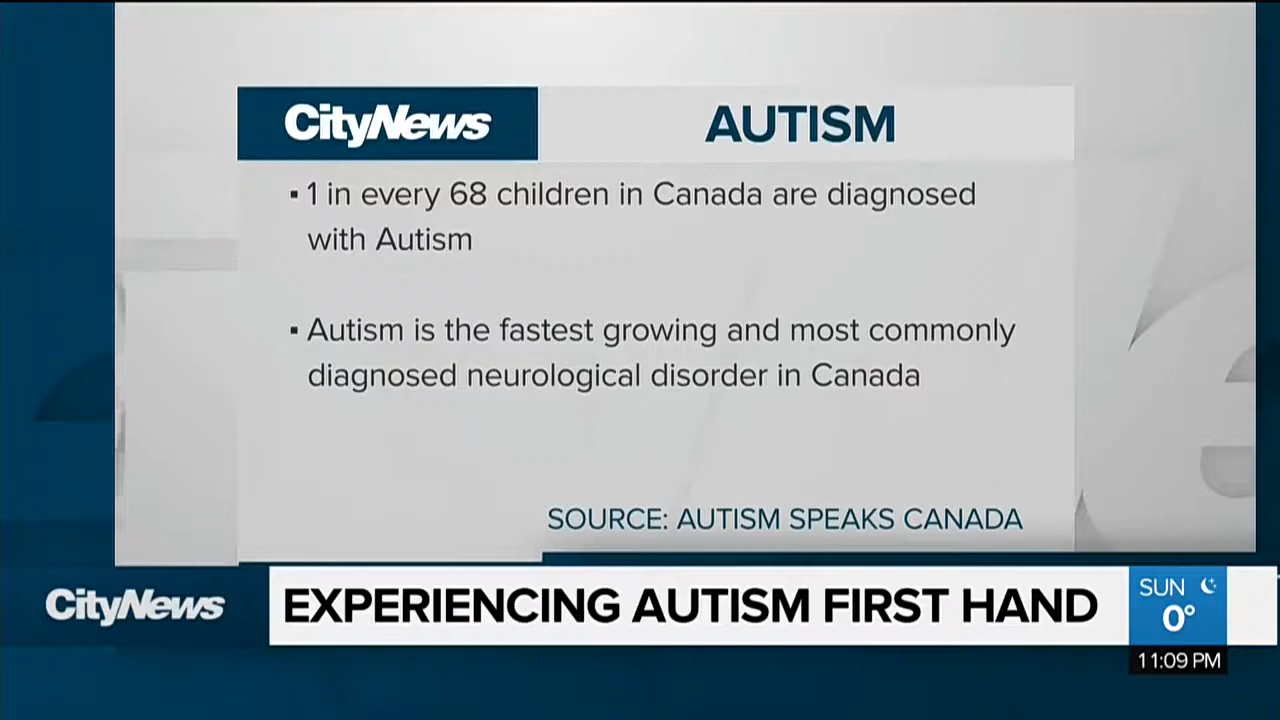 CityNews
AUTISM
▪ 1 in every 68 children in Canada are diagnosed
with Autism
▪ Autism is the fastest growing and most commonly
diagnosed neurological disorder in Canada
SOURCE: AUTISM SPEAKS CANADA
CityNews
EXPERIENCING AUTISM FIRST HAND
SUN
0°
11:09 PM